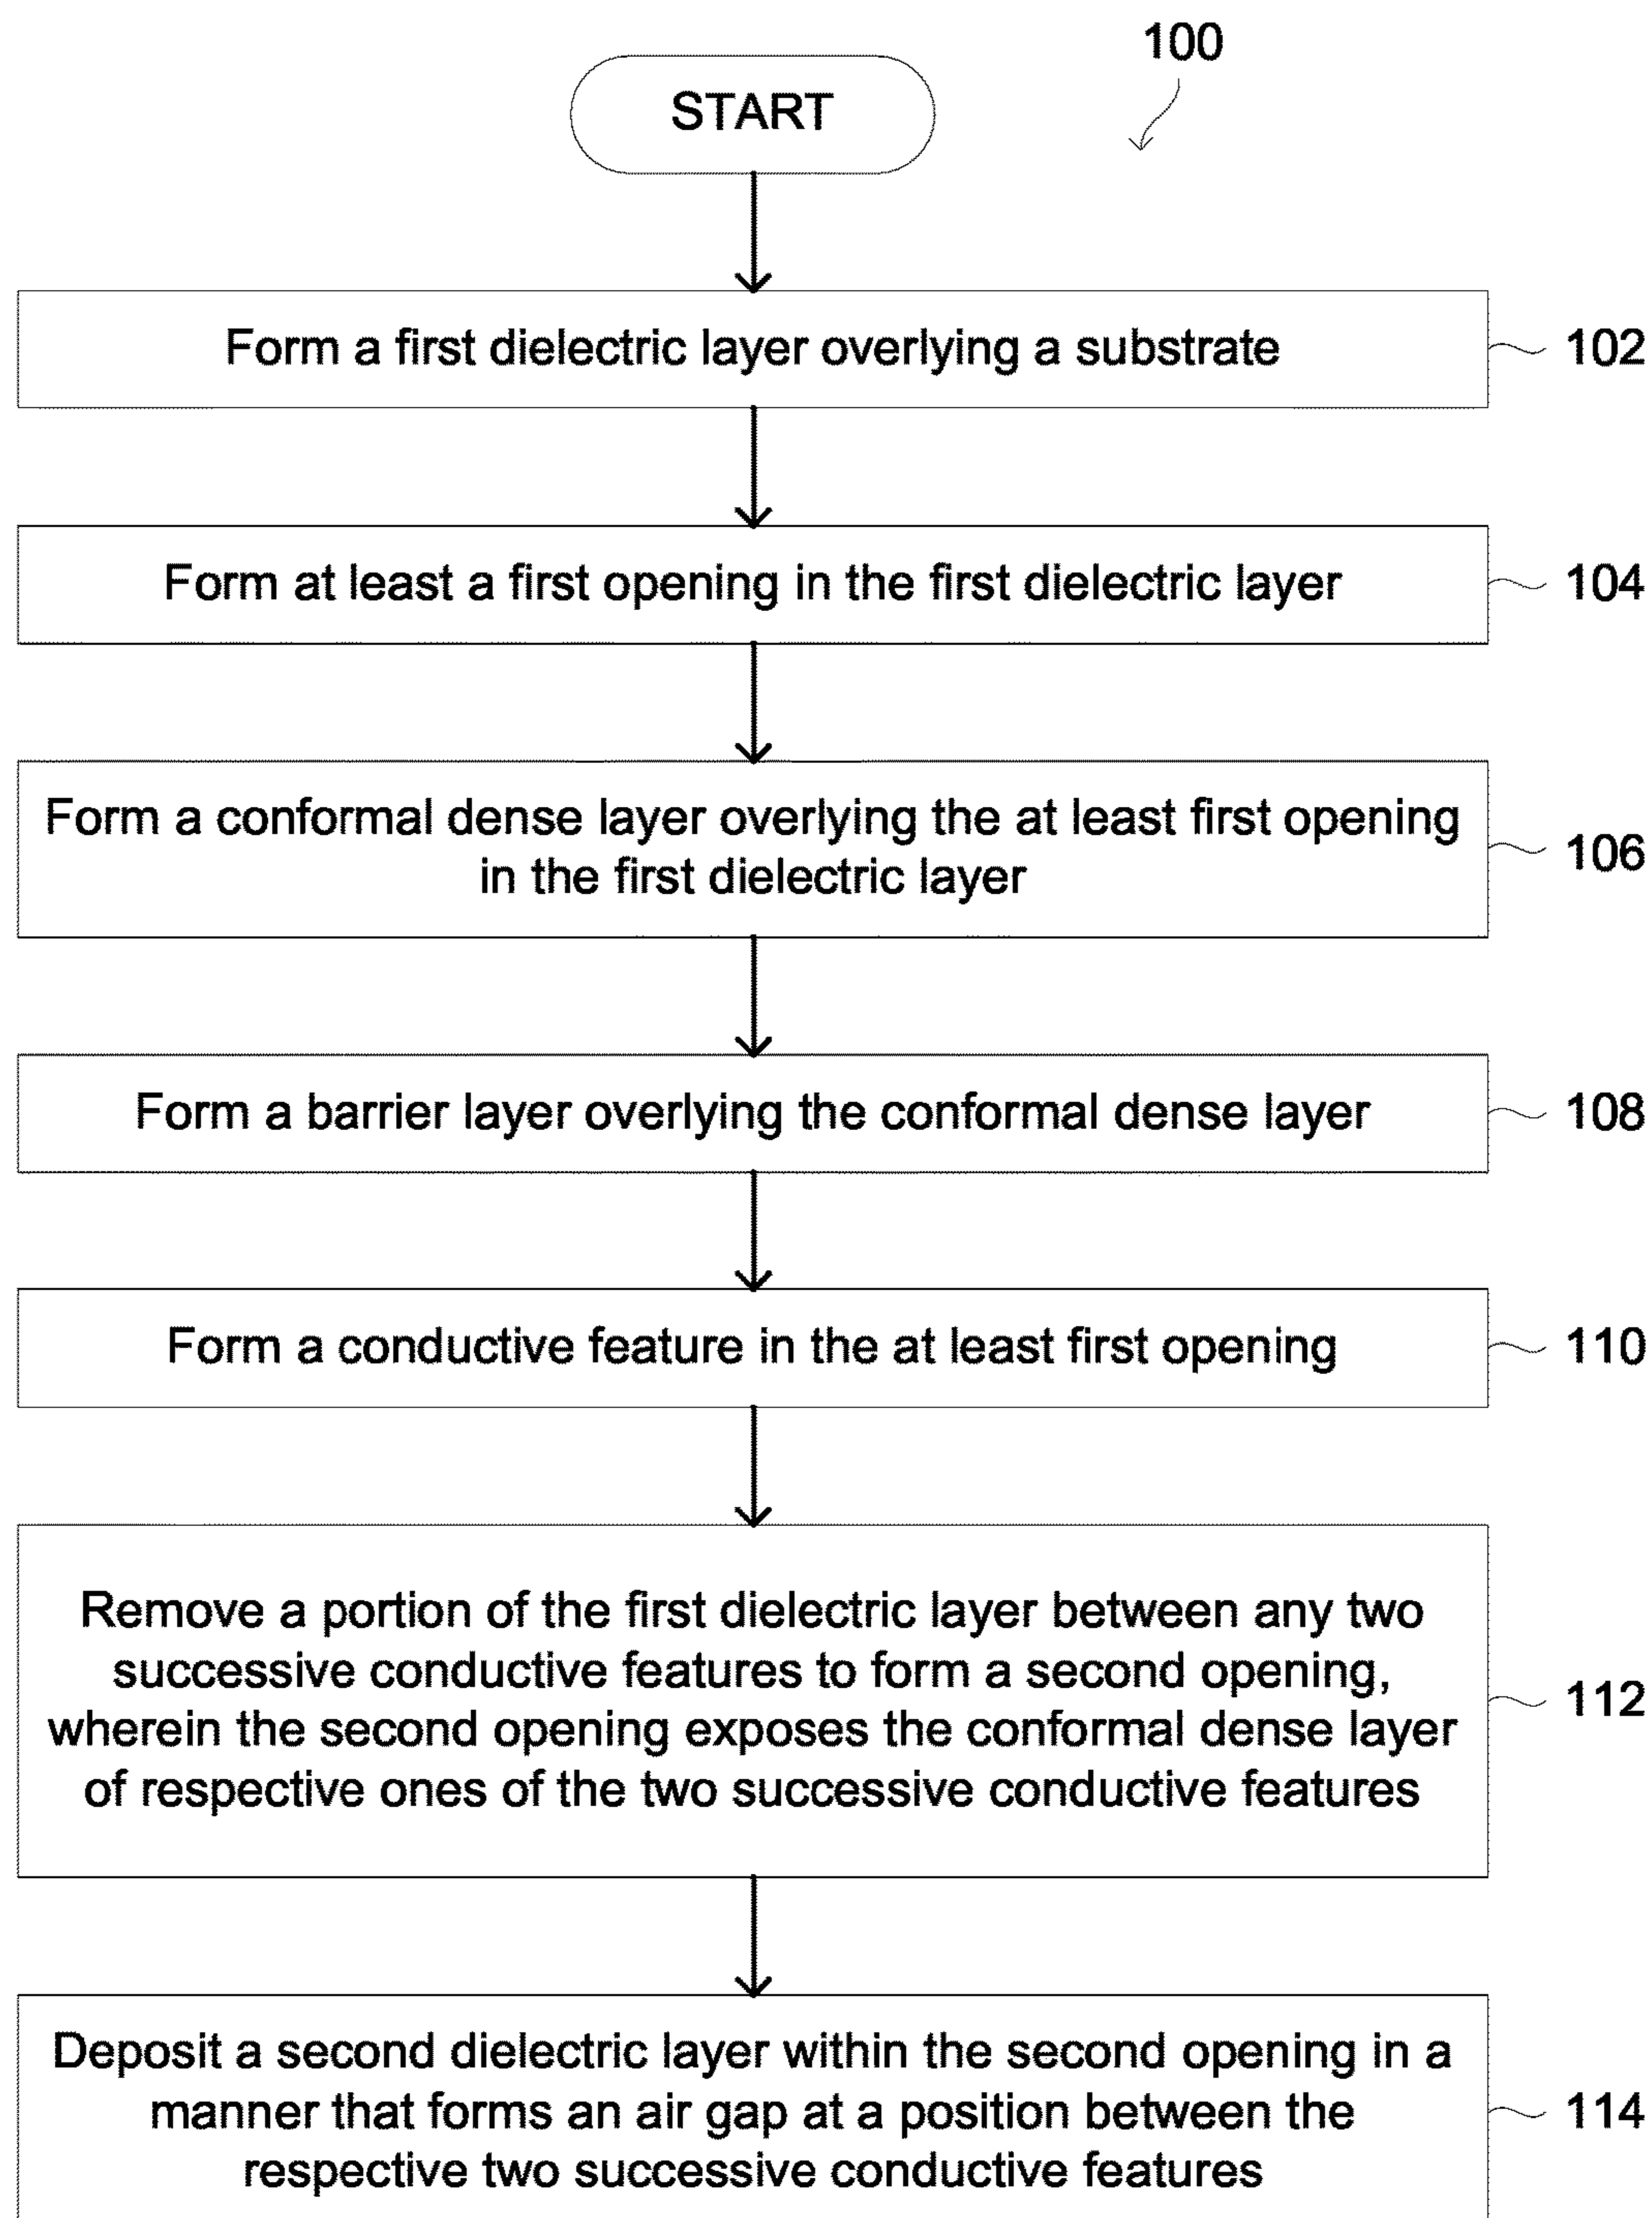 100
START
Form a first dielectric layer overlying a substrate
102
Form at least a first opening in the first dielectric layer
104
Form a conformal dense layer overlying the at least first opening
in the first dielectric layer
106
Form a barrier layer overlying the conformal dense layer
108
Form a conductive feature in the at least first opening
110
Remove a portion of the first dielectric layer between any two
successive conductive features to form a second opening,
wherein the second opening exposes the conformal dense layer
of respective ones of the two successive conductive features
112
Deposit a second dielectric layer within the second opening in a
manner that forms an air gap at a position between the
respective two successive conductive features
114